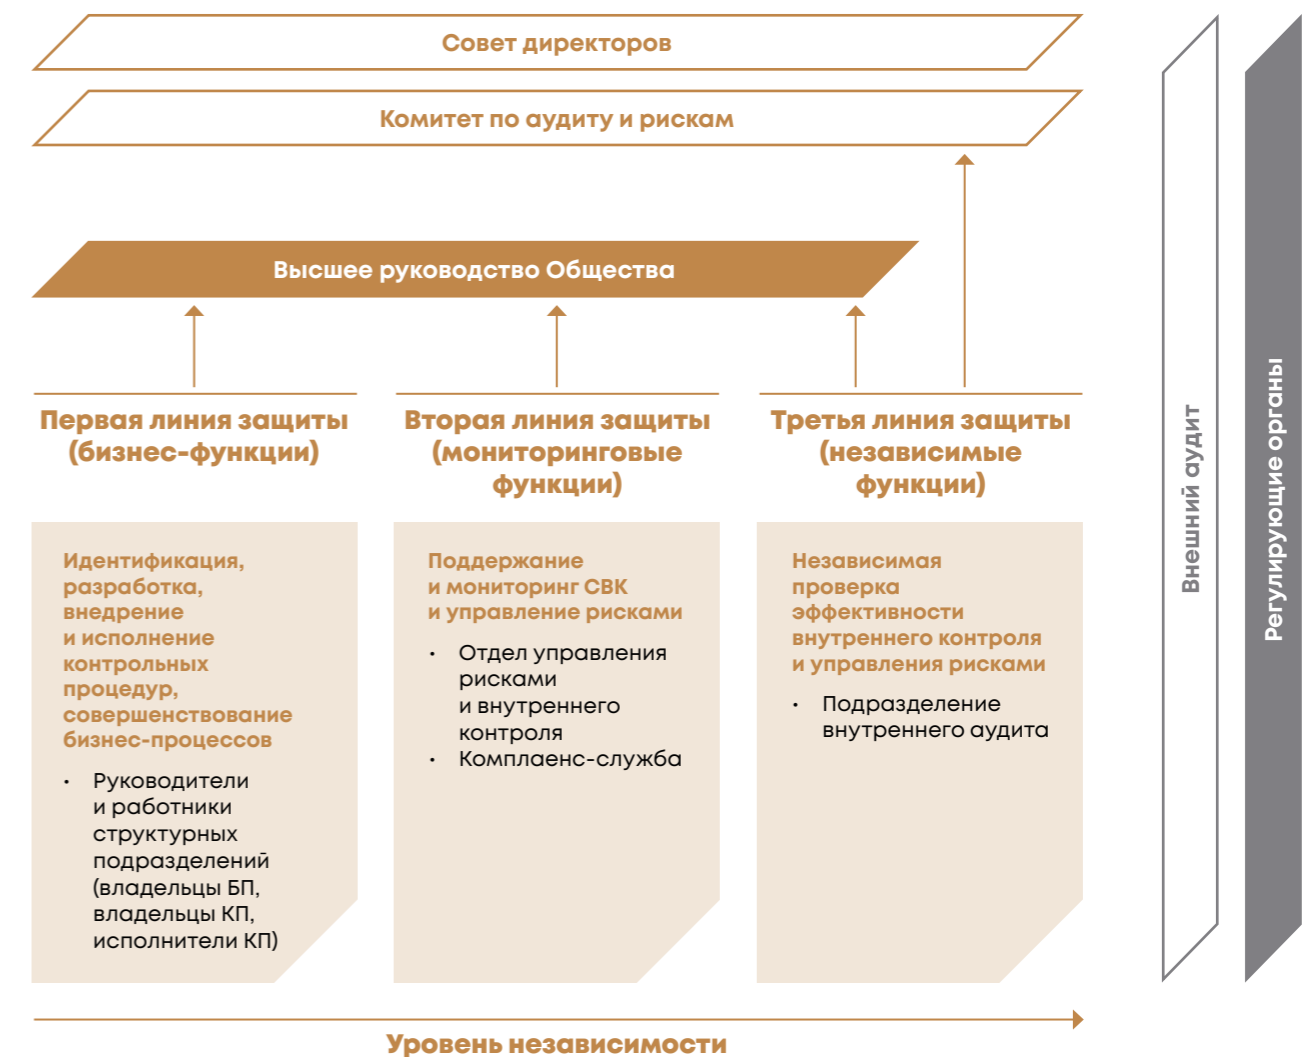 Совет директоров
Комитет по аудиту и рискам
Высшее руководство Общества
Первая линия защиты
(бизнес-функции)
Идентификация,
разработка,
внедрение
и исполнение
контрольных
процедур,
совершенствование
бизнес-процессов
• Руководители
и работники
структурных
подразделений
(владельцы БП,
владельцы КП,
исполнители КП)
Вторая линия защиты
(мониторинговые
функции)
Поддержание
и мониторинг СВК
и управление рисками
• Отдел управления
рисками
и внутреннего
контроля
• Комплаенс-служба
Третья линия защиты
(независимые
функции)
Независимая
проверка
эффективности
внутреннего контроля
и управления рисками
• Подразделение
внутреннего аудита
Уровень независимости
Внешний аудит
Регулирующие органы